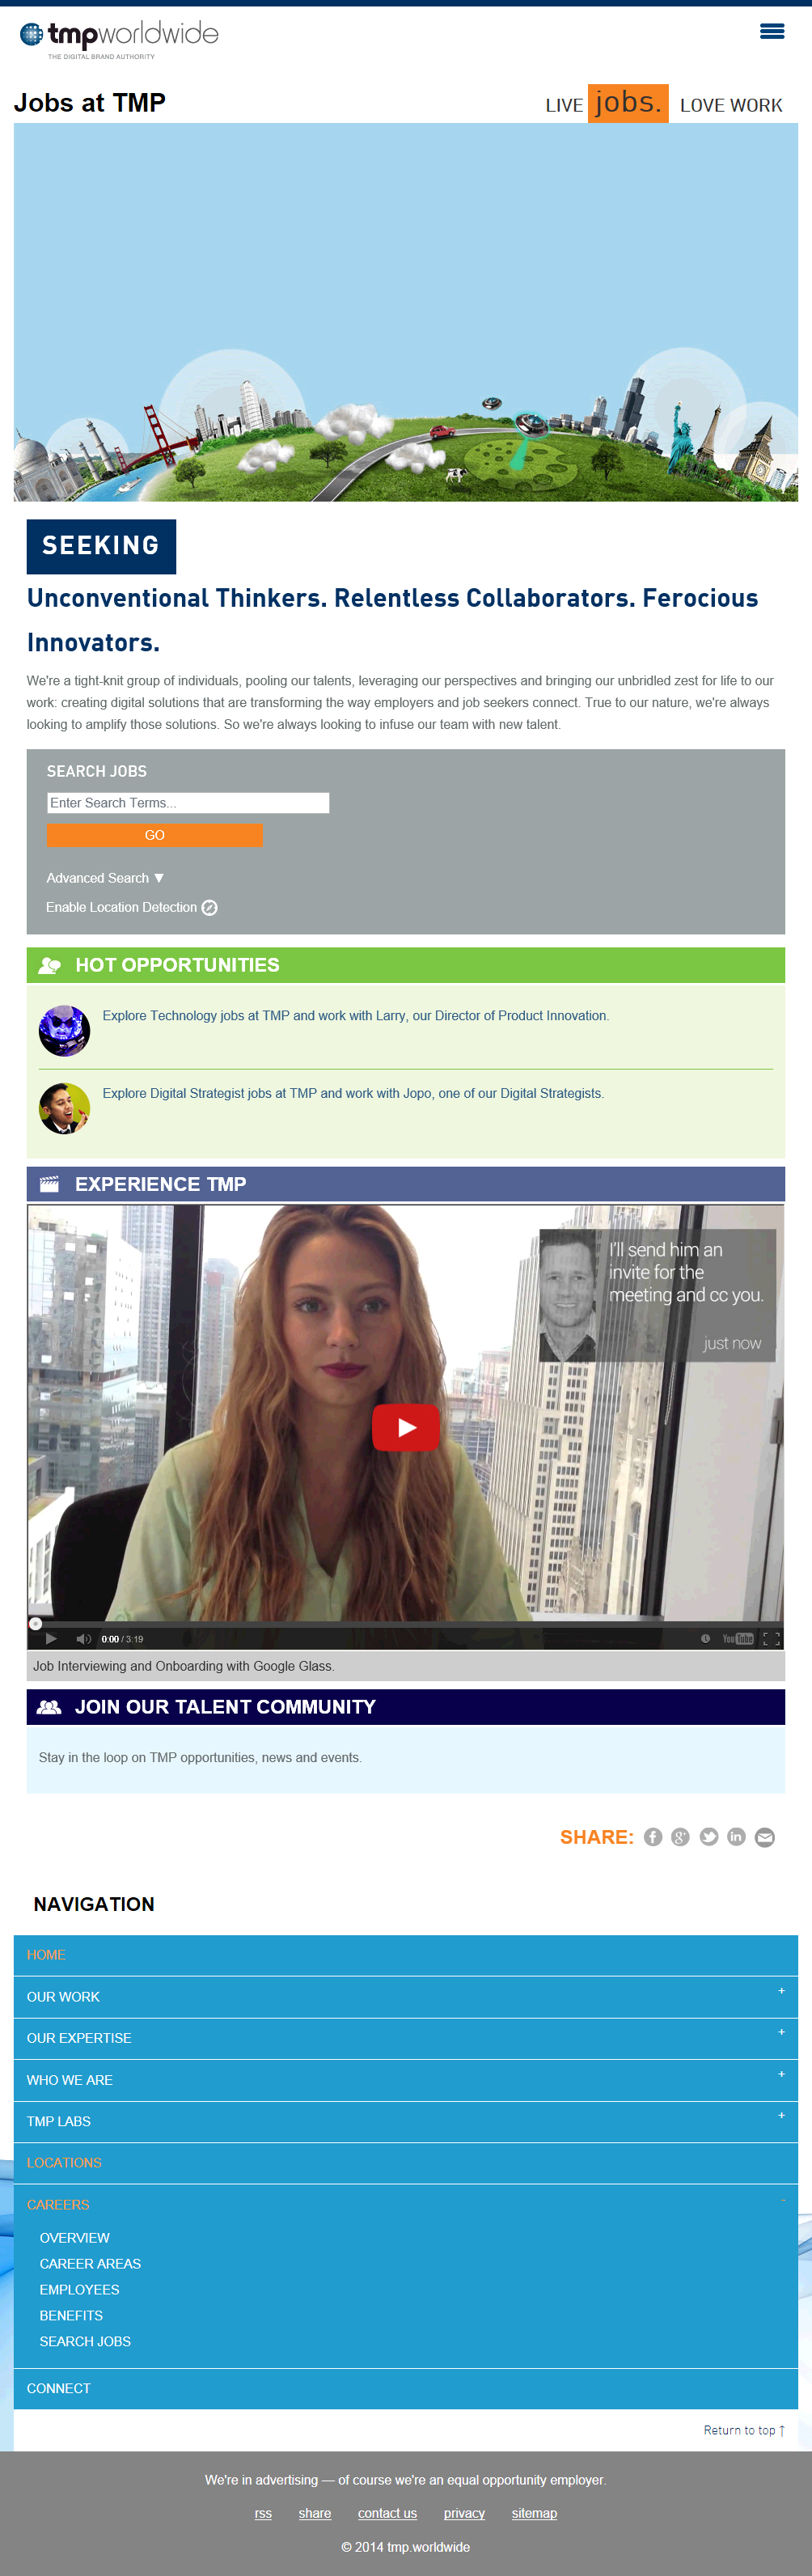 tmpworldwide
THE DIGITAL BRAND AUTHORITY
Jobs at TMP
LIVE jobs. LOVE WORK
SEEKING
Unconventional Thinkers. Relentless Collaborators. Ferocious
Innovators.
We're a tight-knit group of individuals, pooling our talents, leveraging our perspectives and bringing our unbridled zest for life to our
work: creating digital solutions that are transforming the way employers and job seekers connect. True to our nature, we're always
looking to amplify those solutions. So we're always looking to infuse our team with new talent.
SEARCH JOBS
Enter Search Terms...
GO
Advanced Search ▼
Enable Location Detection
HOT OPPORTUNITIES
Explore Technology jobs at TMP and work with Larry, our Director of Product Innovation.
Explore Digital Strategist jobs at TMP and work with Jopo, one of our Digital Strategists.
EXPERIENCE TMP
I'll send him an
invite for the
meeting and cc you.
just now
0:00 / 3:19
YouTube
Job Interviewing and Onboarding with Google Glass.
JOIN OUR TALENT COMMUNITY
Stay in the loop on TMP opportunities, news and events.
SHARE:
NAVIGATION
HOME
OUR WORK +
OUR EXPERTISE +
WHO WE ARE +
TMP LABS +
LOCATIONS
CAREERS -
OVERVIEW
CAREER AREAS
EMPLOYEES
BENEFITS
SEARCH JOBS
CONNECT
Return to top ↑
We're in advertising — of course we're an equal opportunity employer.
rss share contact us privacy sitemap
© 2014 tmp.worldwide